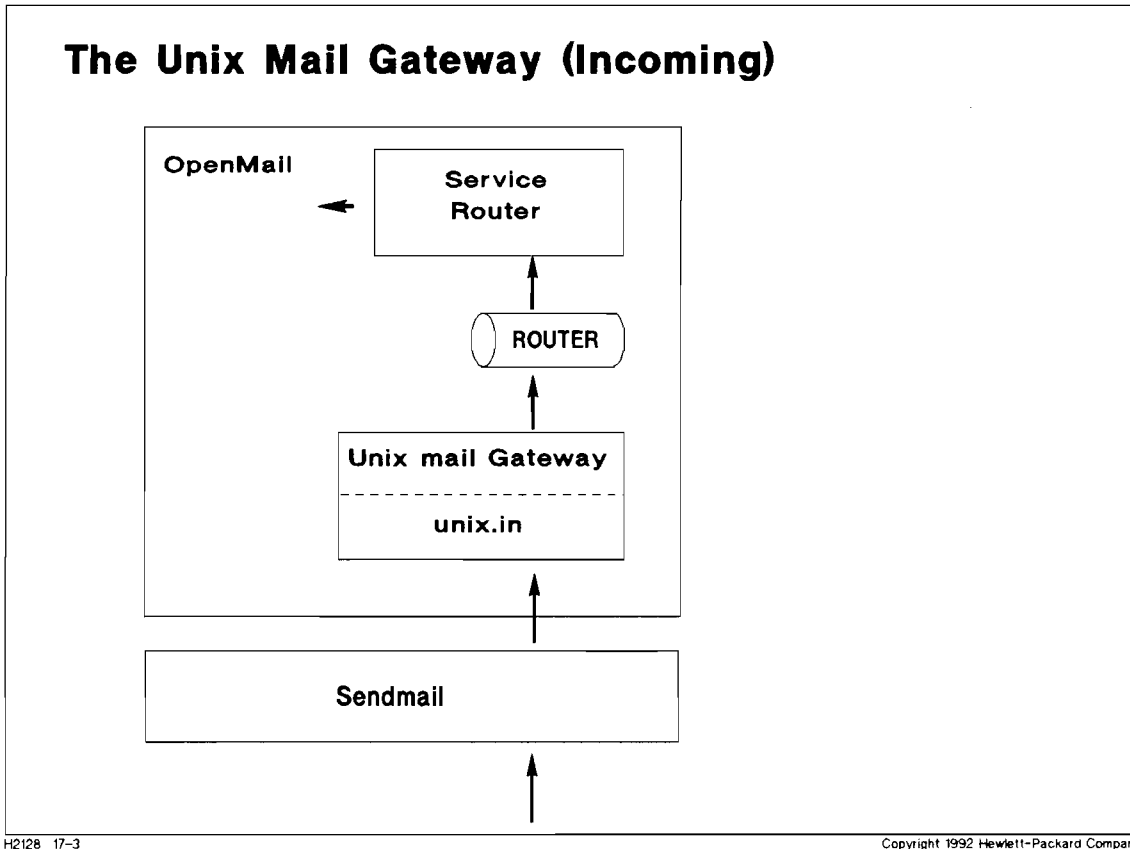 The Unix Mail Gateway (Incoming)
OpenMail
Service
Router
ROUTER
Unix mail Gateway
unix.in
Sendmail
H2128 17-3
Copyright 1992 Hewlett-Packard Compar